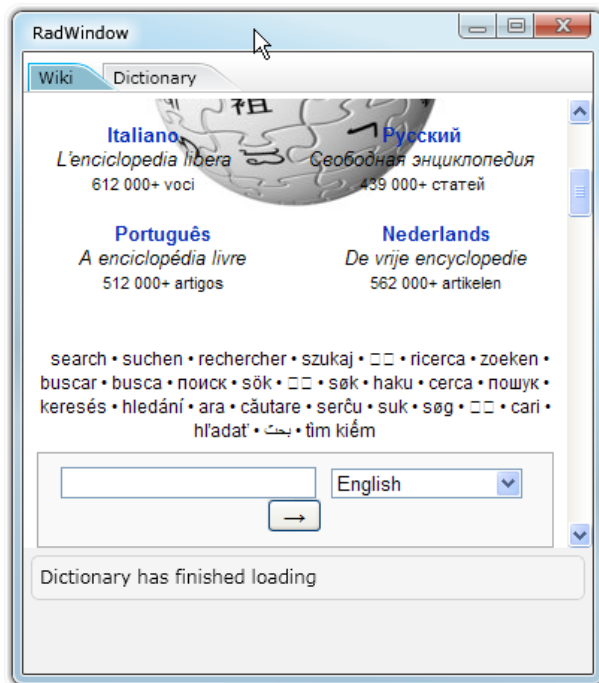 RadWindow
Wiki Dictionary
祖
Italiano Русский
L'enciclopedia libera Свободная энциклопедия
612 000+ voci 439 000+ статей
Português Nederlands
A enciclopédia livre De vrije encyclopedie
512 000+ artigos 562 000+ artikelen
search • suchen • rechercher • szukaj • □□ • ricerca • zoeken •
buscar • busca • поиск • sök • □□ • søk • haku • cerca • пошук •
keresés • hledání • ara • căutare • serĉu • suk • søg • □□ • cari •
hľadať • بحث • tìm kiếm
English
→
Dictionary has finished loading